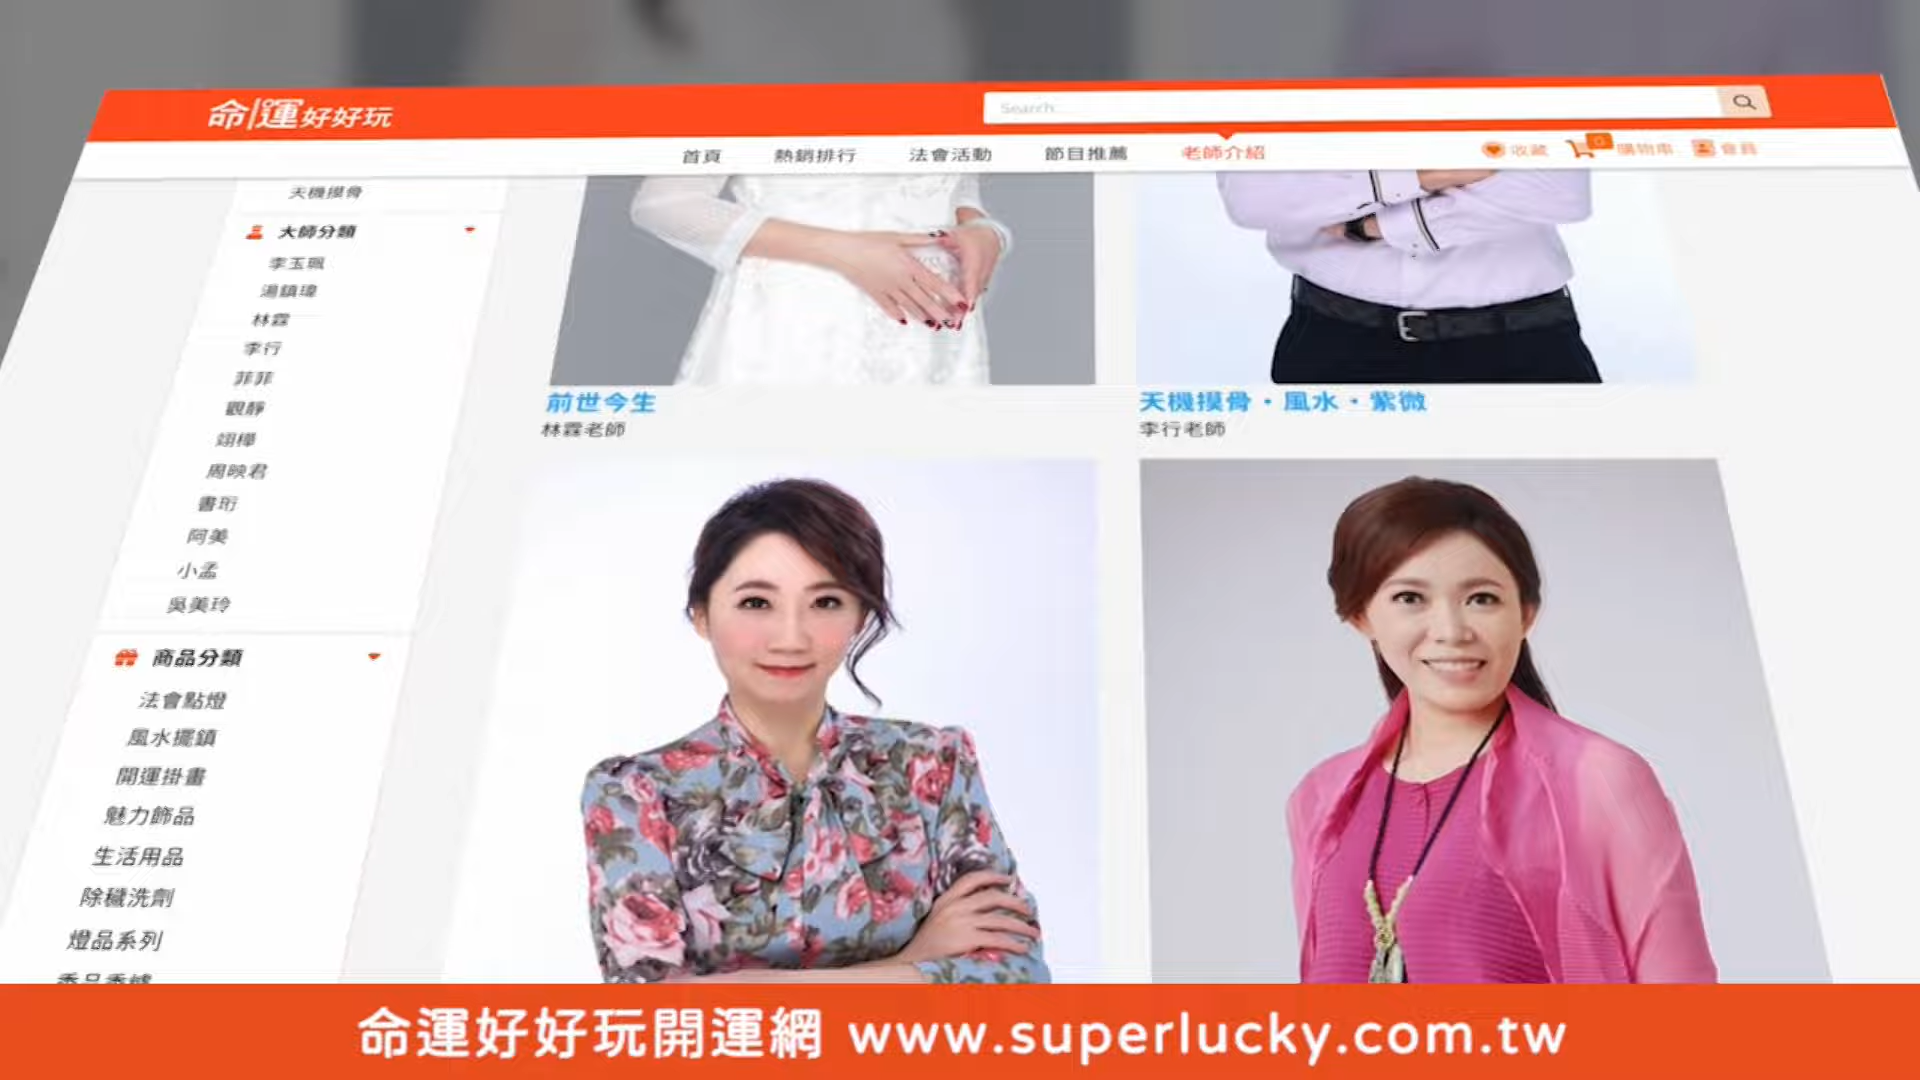 命運好好玩
Search
首頁 熱銷排行 法會活動 節目推薦 老師介紹 收藏 0 購物車 會員
天機摸骨
大師分類
李玉珮
湯鎮瑋
林霖
李行
菲菲
觀靜
翊樺
周映君
書珩
阿美
小孟
吳美玲
商品分類
法會點燈
風水擺鎮
開運掛畫
魅力飾品
生活用品
除穢洗劑
燈品系列
前世今生
林霖老師
天機摸骨・風水・紫微
李行老師
命運好好玩開運網 www.superlucky.com.tw